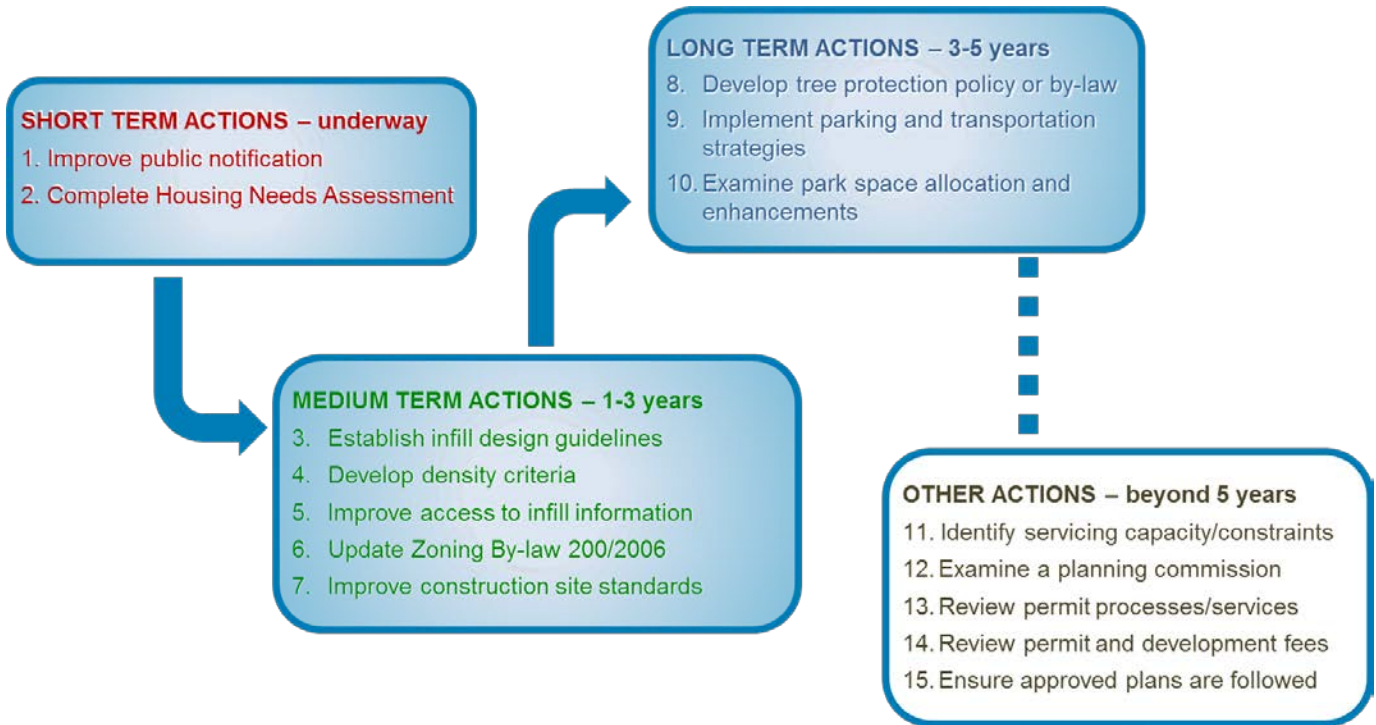 SHORT TERM ACTIONS – underway
1. Improve public notification
2. Complete Housing Needs Assessment
MEDIUM TERM ACTIONS – 1-3 years
3. Establish infill design guidelines
4. Develop density criteria
5. Improve access to infill information
6. Update Zoning By-law 200/2006
7. Improve construction site standards
LONG TERM ACTIONS – 3-5 years
8. Develop tree protection policy or by-law
9. Implement parking and transportation
strategies
10. Examine park space allocation and
enhancements
OTHER ACTIONS – beyond 5 years
11. Identify servicing capacity/constraints
12. Examine a planning commission
13. Review permit processes/services
14. Review permit and development fees
15. Ensure approved plans are followed